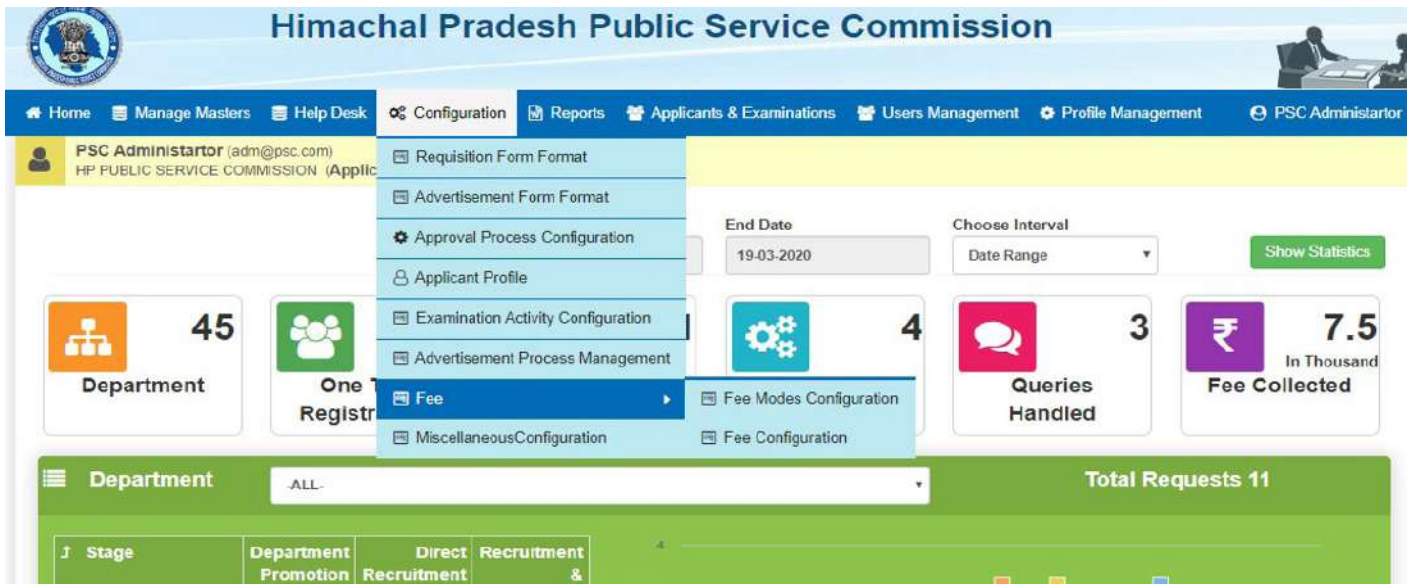 Himachal Pradesh Public Service Commission
Home Manage Masters Help Desk Configuration Reports Applicants & Examinations Users Management Profile Management PSC Administartor
PSC Administartor (adm@psc.com)
HP PUBLIC SERVICE COMMISSION (Applic
Requisition Form Format
Advertisement Form Format
Approval Process Configuration
Applicant Profile
Examination Activity Configuration
Advertisement Process Management
Fee
MiscellaneousConfiguration
Fee Modes Configuration
Fee Configuration
End Date Choose Interval
19-03-2020 Date Range Show Statistics
45 4 3 7.5
In Thousand
Department One Queries Fee Collected
Registr Handled
Department -ALL- Total Requests 11
Stage Department Direct Recruitment 4
Promotion Recruitment &